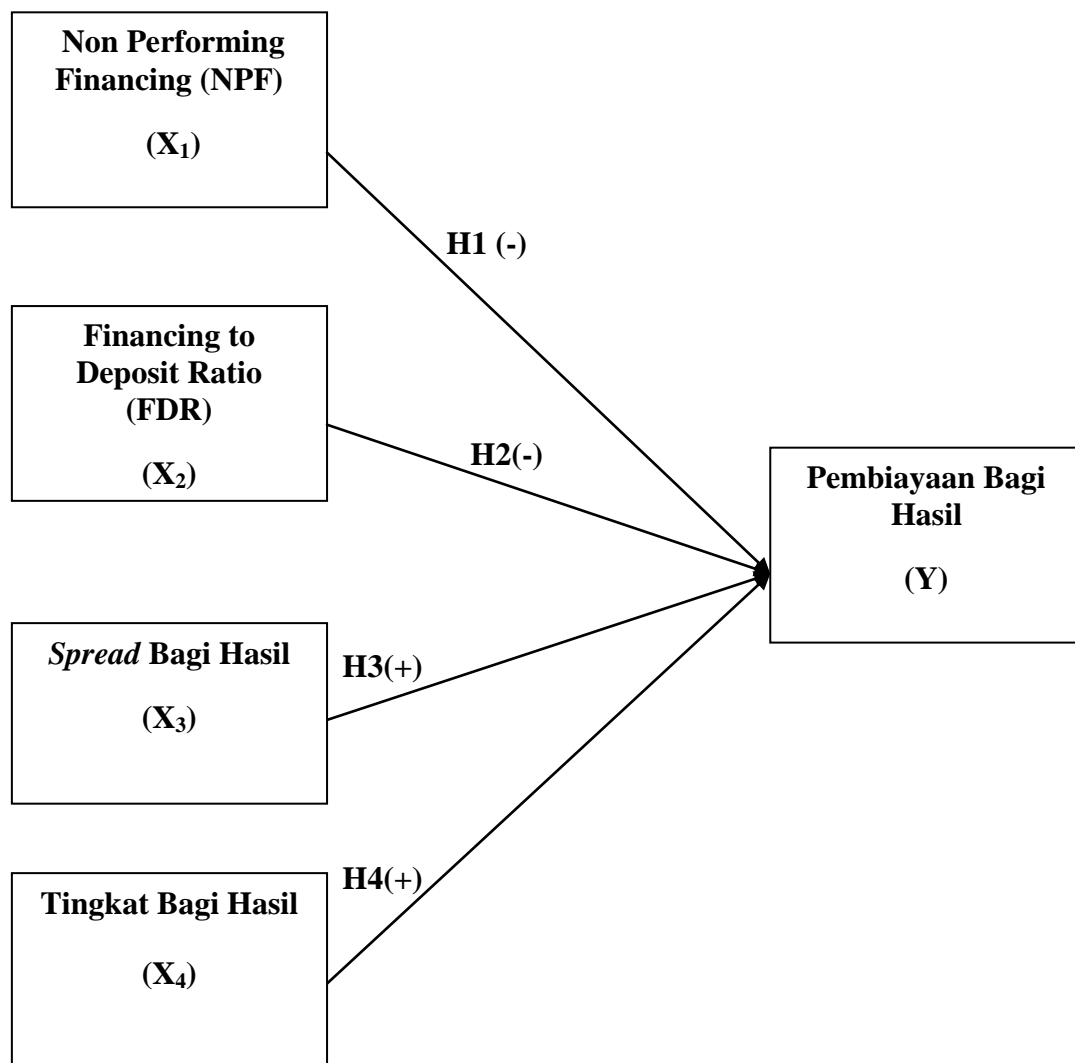 Non Performing
Financing (NPF)
(X₁)
H1 (-)
Financing to
Deposit Ratio
(FDR)
(X₂)
H2(-)
Pembiayaan Bagi
Hasil
(Y)
Spread Bagi Hasil
(X₃)
H3(+)
Tingkat Bagi Hasil
(X₄)
H4(+)